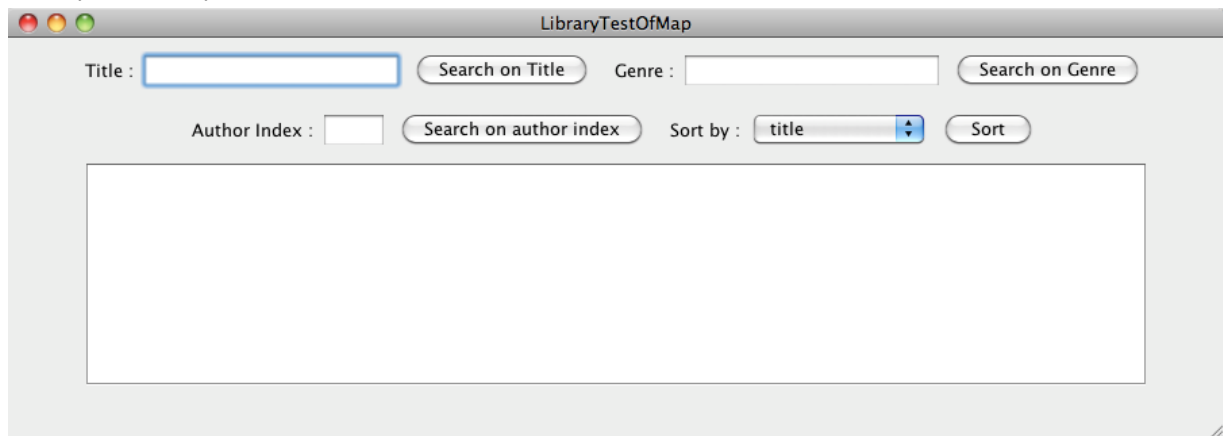 LibraryTestOfMap
Title : Search on Title Genre : Search on Genre
Author Index : Search on author index Sort by : title Sort